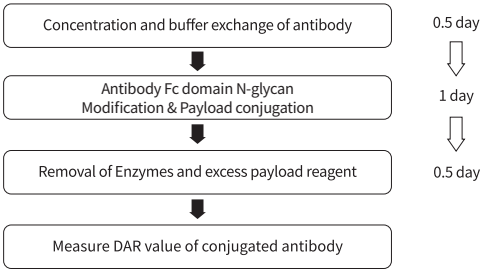 Concentration and buffer exchange of antibody
0.5 day
Antibody Fc domain N-glycan
Modification & Payload conjugation
1 day
Removal of Enzymes and excess payload reagent
0.5 day
Measure DAR value of conjugated antibody